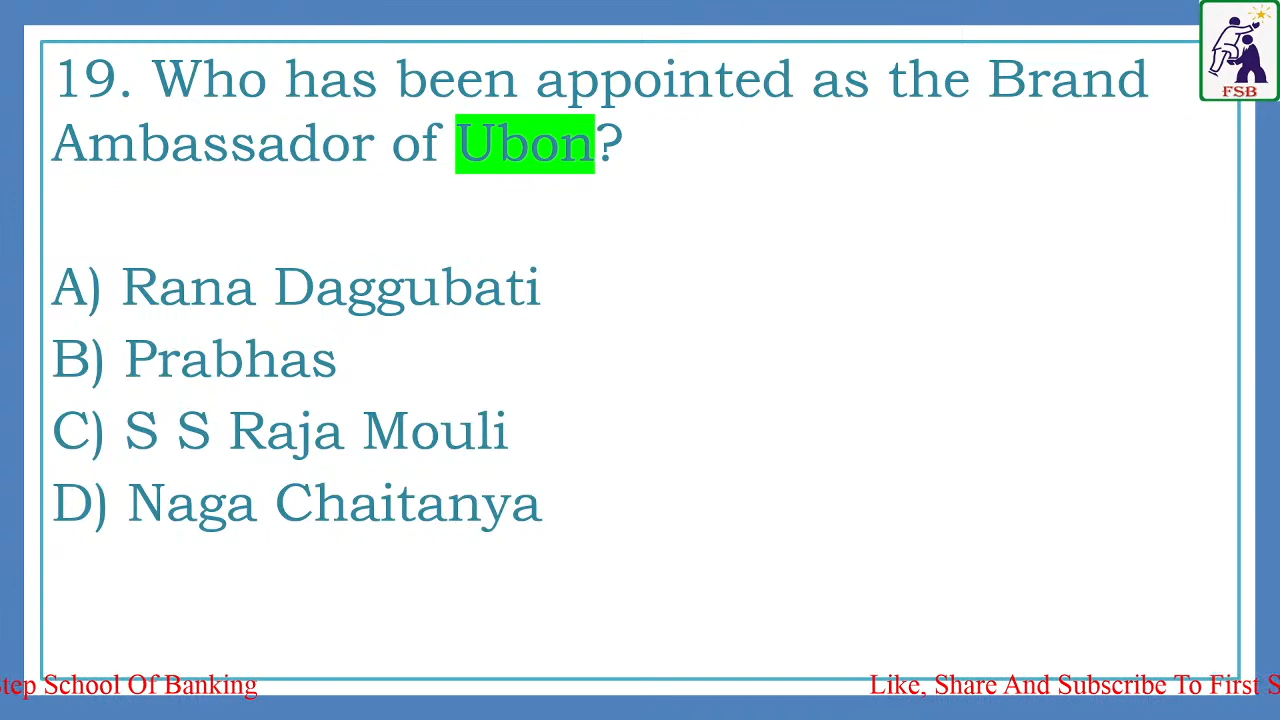 19. Who has been appointed as the Brand
Ambassador of Ubon?
A) Rana Daggubati
B) Prabhas
C) S S Raja Mouli
D) Naga Chaitanya
FSB
Step School Of Banking
Like, Share And Subscribe To First S